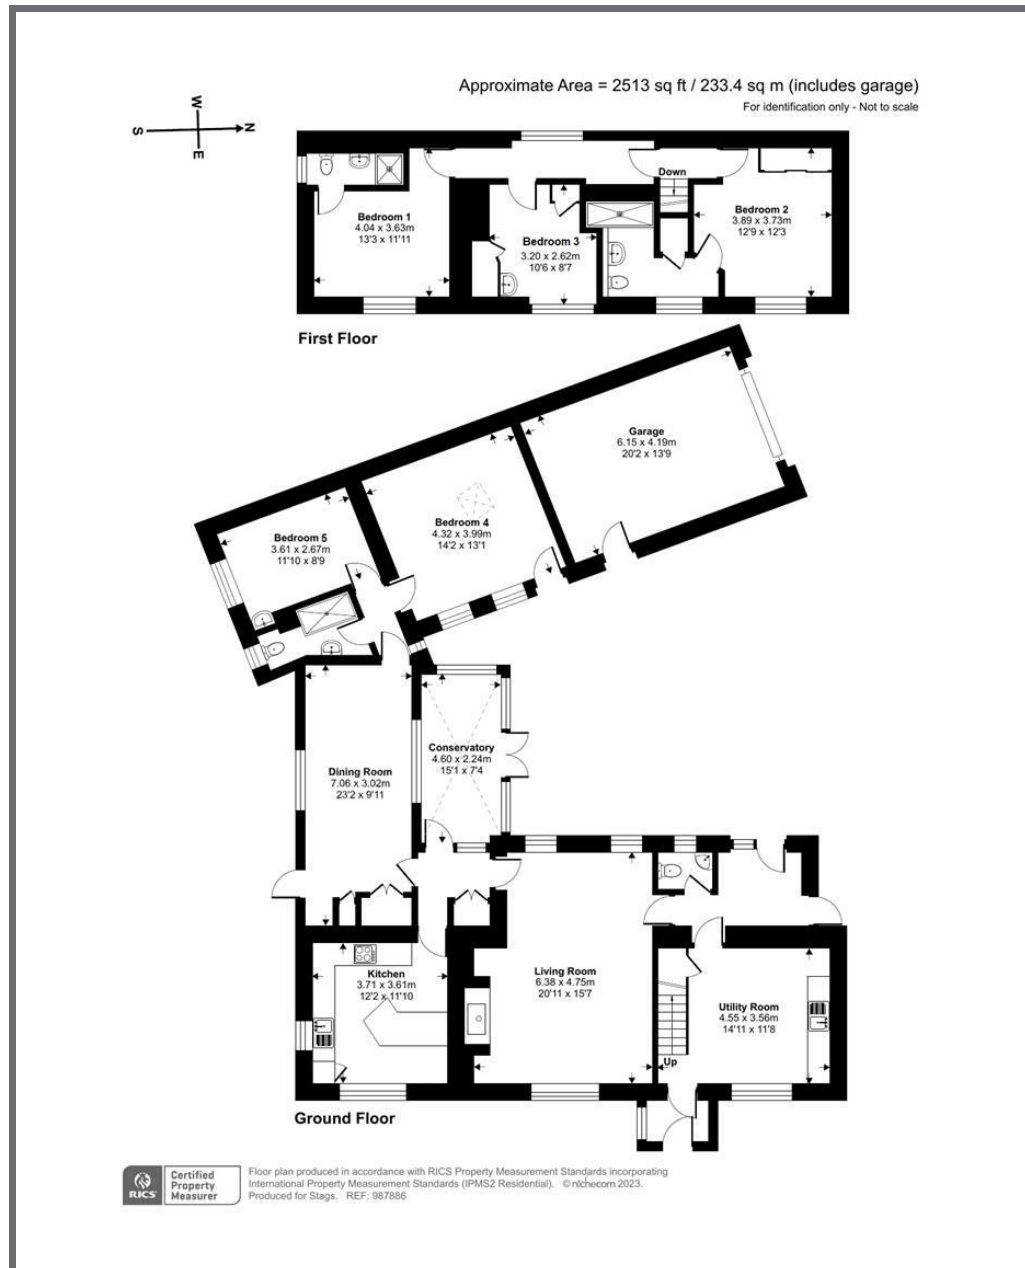 Approximate Area = 2513 sq ft / 233.4 sq m (includes garage)
For identification only - Not to scale
W
S
N
E
Down
Bedroom 1
4.04 x 3.63m
13'3 x 11'11
Bedroom 3
3.20 x 2.62m
10'6 x 8'7
Bedroom 2
3.89 x 3.73m
12'9 x 12'3
First Floor
Garage
6.15 x 4.19m
20'2 x 13'9
Bedroom 4
4.32 x 3.99m
14'2 x 13'1
Bedroom 5
3.61 x 2.67m
11'10 x 8'9
Conservatory
4.60 x 2.24m
15'1 x 7'4
Dining Room
7.06 x 3.02m
23'2 x 9'11
Kitchen
3.71 x 3.61m
12'2 x 11'10
Living Room
6.38 x 4.75m
20'11 x 15'7
Utility Room
4.55 x 3.56m
14'11 x 11'8
Up
Ground Floor
RICS
Certified
Property
Measurer
Floor plan produced in accordance with RICS Property Measurement Standards incorporating
International Property Measurement Standards (IPMS2 Residential). © nichecom 2023.
Produced for Stags. REF: 987886